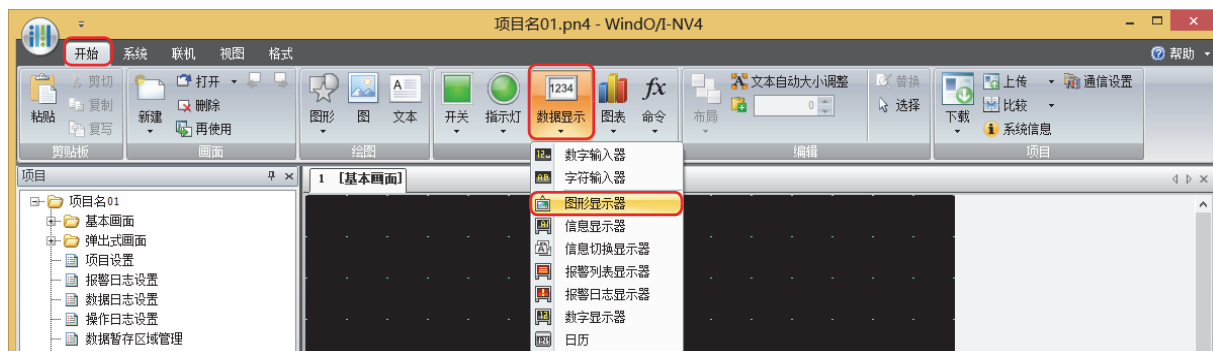 项目名01.pn4 - WindO/I-NV4
开始 系统 联机 视图 格式 帮助
粘贴 剪切 复制 复写 剪贴板
新建 打开 删除 再使用 画面
图形 图 文本 绘图
开关 指示灯 1234 数据显示 图表 fx 命令
布局 文本自动大小调整 0 替换 选择 编辑
下载 上传 比较 系统信息 通信设置 项目
项目 1 [基本画面]
数字输入器
字符输入器
图形显示器
信息显示器
信息切换显示器
报警列表显示器
报警日志显示器
数字显示器
日历
项目名01
基本画面
弹出式画面
项目设置
报警日志设置
数据日志设置
操作日志设置
数据暂存区域管理